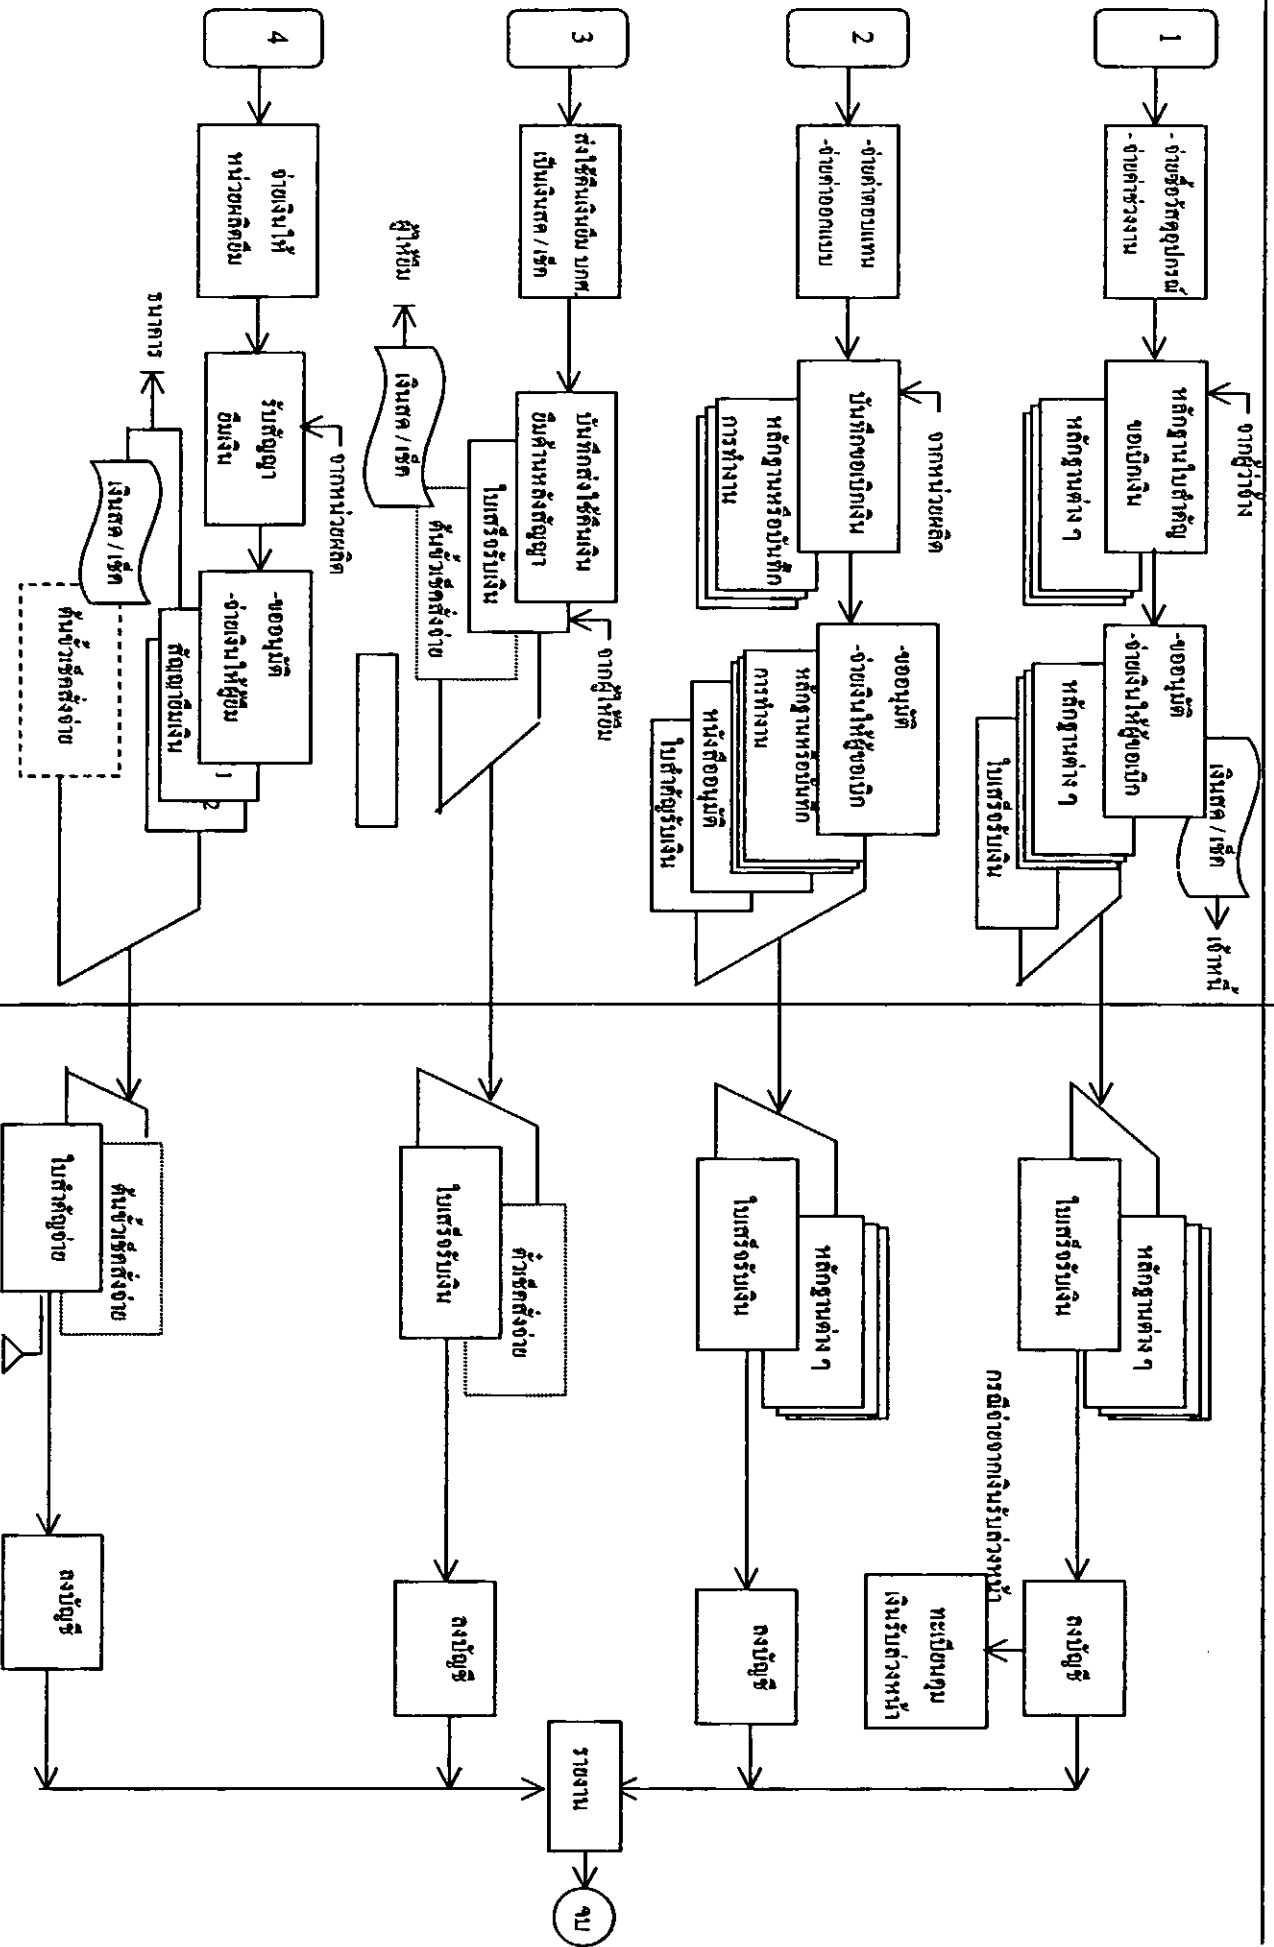 1
- จ่ายซื้อวัสดุอุปกรณ์
- จ่ายค่าช่วงงาน
จากผู้ว่าจ้าง
หลักฐานใบสำคัญ
ขอเบิกเงิน
หลักฐานต่าง ๆ
-ขออนุมัติ
-จ่ายเงินให้ผู้ขอเบิก
หลักฐานต่าง ๆ
ใบเสร็จรับเงิน
เงินสด / เช็ค
เจ้าหนี้
หลักฐานต่าง ๆ
ใบเสร็จรับเงิน
กรณีจ่ายจากเงินรับล่วงหน้า
ลงบัญชี
ทะเบียนคุม
เงินรับล่วงหน้า
2
-จ่ายค่าตอบแทน
-จ่ายค่าออกแบบ
จากหน่วยผลิต
บันทึกขอเบิกเงิน
หลักฐานหรือบันทึก
การทำงาน
-ขออนุมัติ
-จ่ายเงินให้ผู้ขอเบิก
หลักฐานหรือบันทึก
การทำงาน
หนังสืออนุมัติ
ใบสำคัญรับเงิน
หลักฐานต่าง ๆ
ใบเสร็จรับเงิน
ลงบัญชี
3
ส่งใช้คืนเงินยืม บกศ.
เป็นเงินสด / เช็ค
บันทึกส่งใช้คืนเงิน
ยืมด้านหลังสัญญา
จากผู้ให้ยืม
ใบเสร็จรับเงิน
ต้นขั้วเช็คสั่งจ่าย
เงินสด / เช็ค
ผู้ให้ยืม
ตั๋วเช็คสั่งจ่าย
ใบเสร็จรับเงิน
ลงบัญชี
รายงาน
จบ
4
จ่ายเงินให้
หน่วยผลิตยืม
จากหน่วยผลิต
รับสัญญา
ยืมเงิน
-ขออนุมัติ
-จ่ายเงินให้ผู้ยืม
1
สัญญายืมเงิน
2
เงินสด / เช็ค
ธนาคาร
ต้นขั้วเช็คสั่งจ่าย
ต้นขั้วเช็คสั่งจ่าย
ใบสำคัญจ่าย
ลงบัญชี